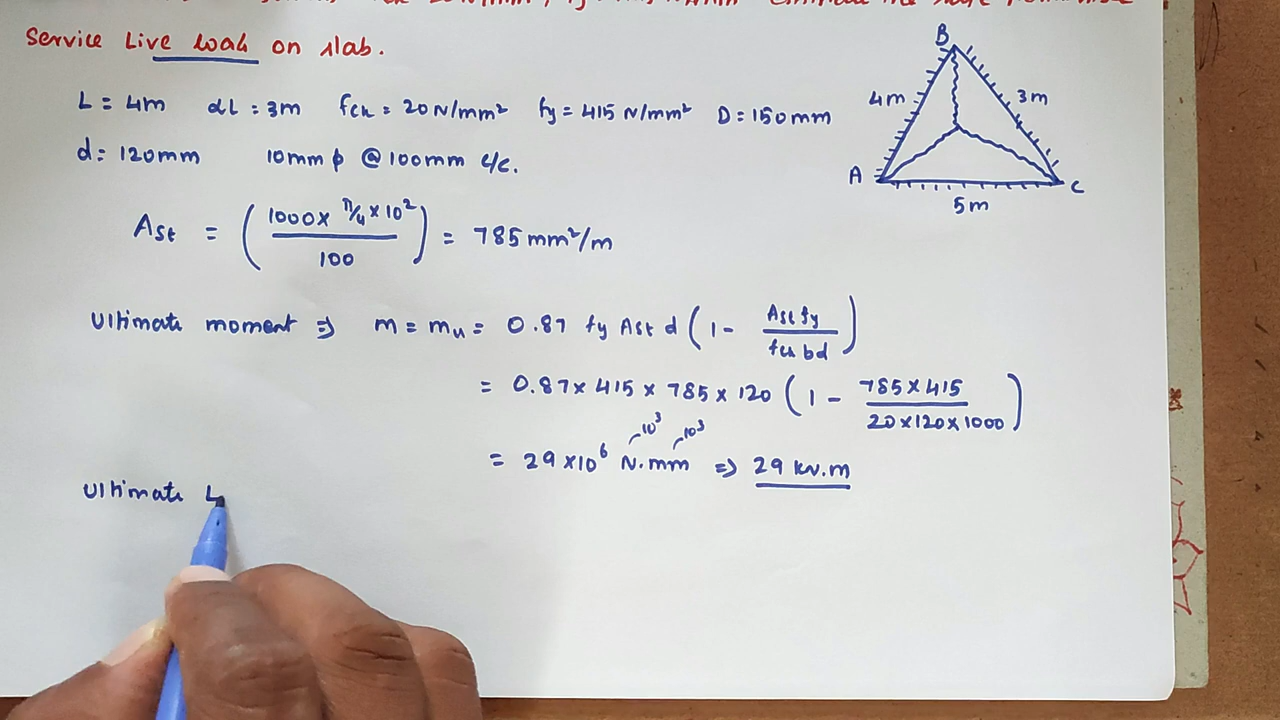 Service Live load on slab.
L = 4m αL = 3m fck = 20 N/mm² fy = 415 N/mm² D = 150mm
d = 120mm 10mm φ @ 100mm c/c.
Ast = (1000 × π/4 × 10² / 100) = 785 mm²/m
Ultimate moment ⇒ m = mu = 0.87 fy Ast d (1 - Ast fy / fck bd)
= 0.87 × 415 × 785 × 120 (1 - 785 × 415 / 20 × 120 × 1000)
10³ 10³
= 29 × 10⁶ N.mm ⇒ 29 kN.m
Ultimate L
B
4m 3m
A C
5m